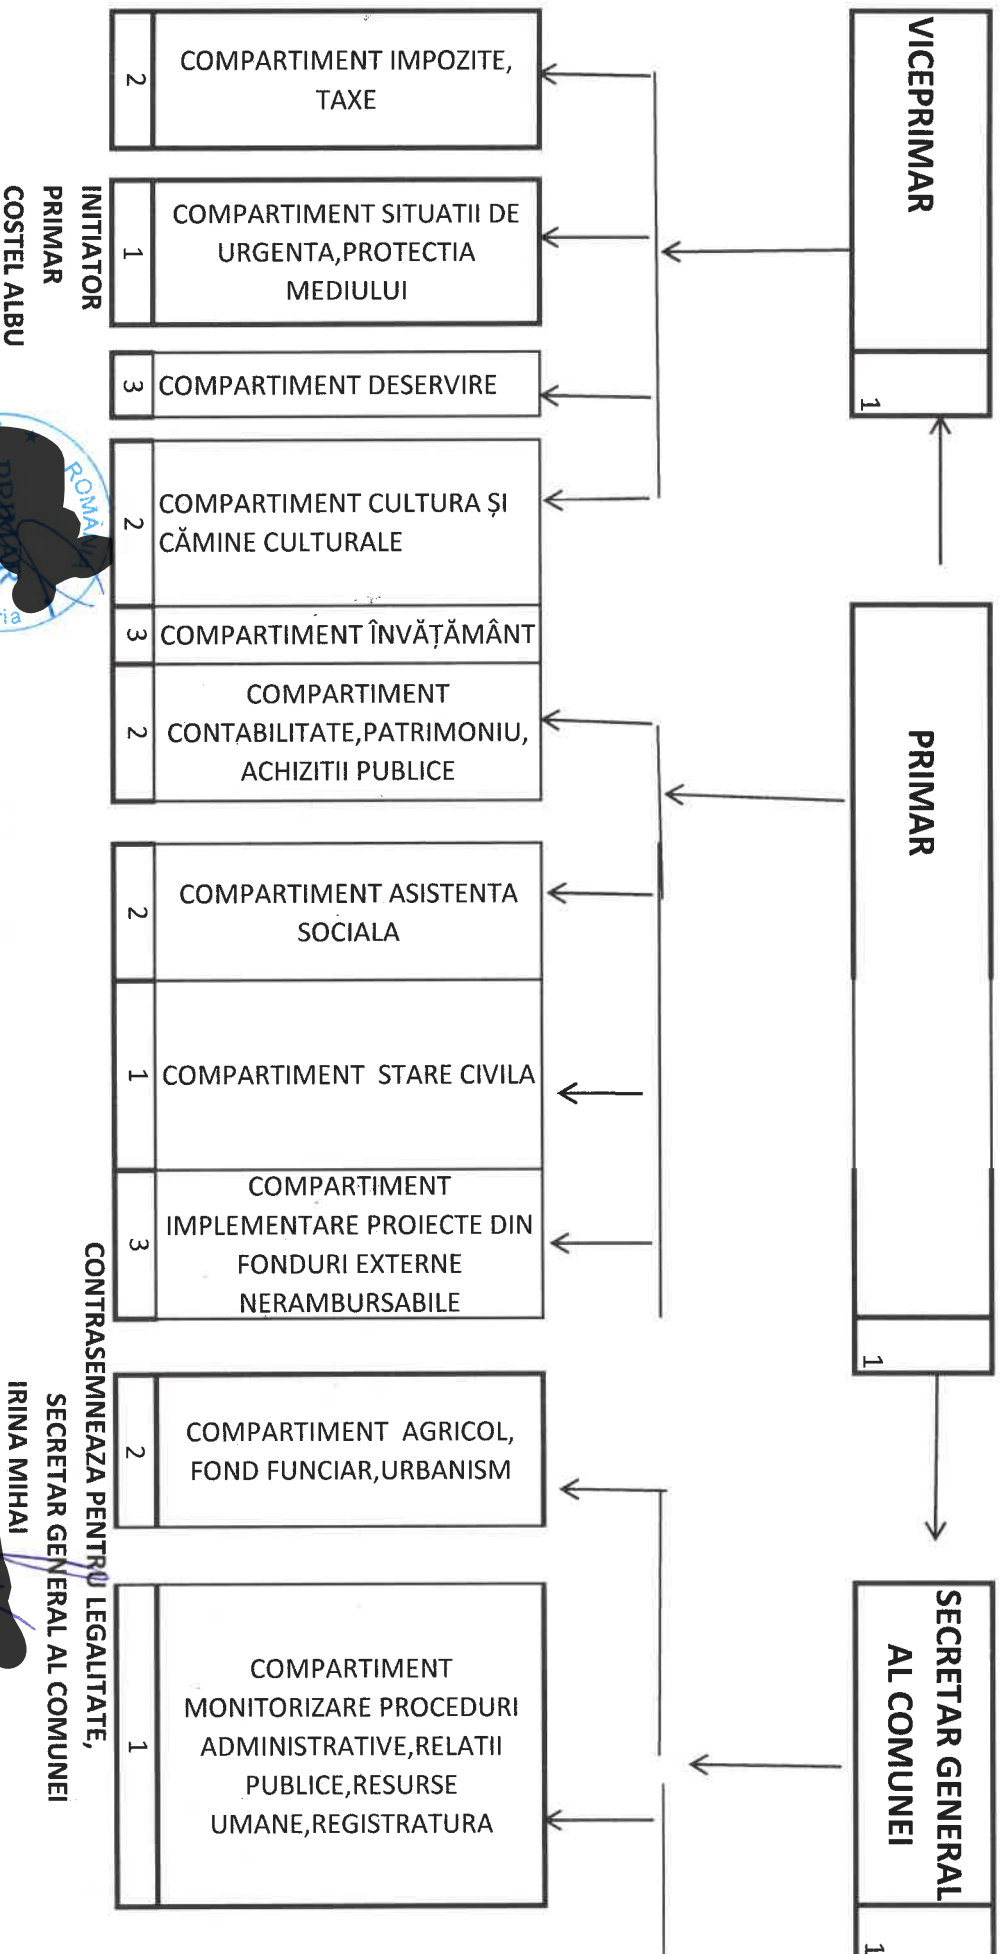 VICEPRIMAR
1
PRIMAR
1
SECRETAR GENERAL
AL COMUNEI
1
COMPARTIMENT IMPOZITE,
TAXE
2
COMPARTIMENT SITUATII DE
URGENTA,PROTECTIA
MEDIULUI
1
COMPARTIMENT DESERVIRE
3
COMPARTIMENT CULTURA ȘI
CĂMINE CULTURALE
2
COMPARTIMENT ÎNVĂȚĂMÂNT
3
COMPARTIMENT
CONTABILITATE,PATRIMONIU,
ACHIZITII PUBLICE
2
COMPARTIMENT ASISTENTA
SOCIALA
2
COMPARTIMENT STARE CIVILA
1
COMPARTIMENT
IMPLEMENTARE PROIECTE DIN
FONDURI EXTERNE
NERAMBURSABILE
3
COMPARTIMENT AGRICOL,
FOND FUNCIAR,URBANISM
2
COMPARTIMENT
MONITORIZARE PROCEDURI
ADMINISTRATIVE,RELATII
PUBLICE,RESURSE
UMANE,REGISTRATURA
1
INITIATOR
PRIMAR
COSTEL ALBU
ROMÂNIA
PRIMAR
CONTRASEMNEAZA PENTRU LEGALITATE,
SECRETAR GENERAL AL COMUNEI
IRINA MIHAI